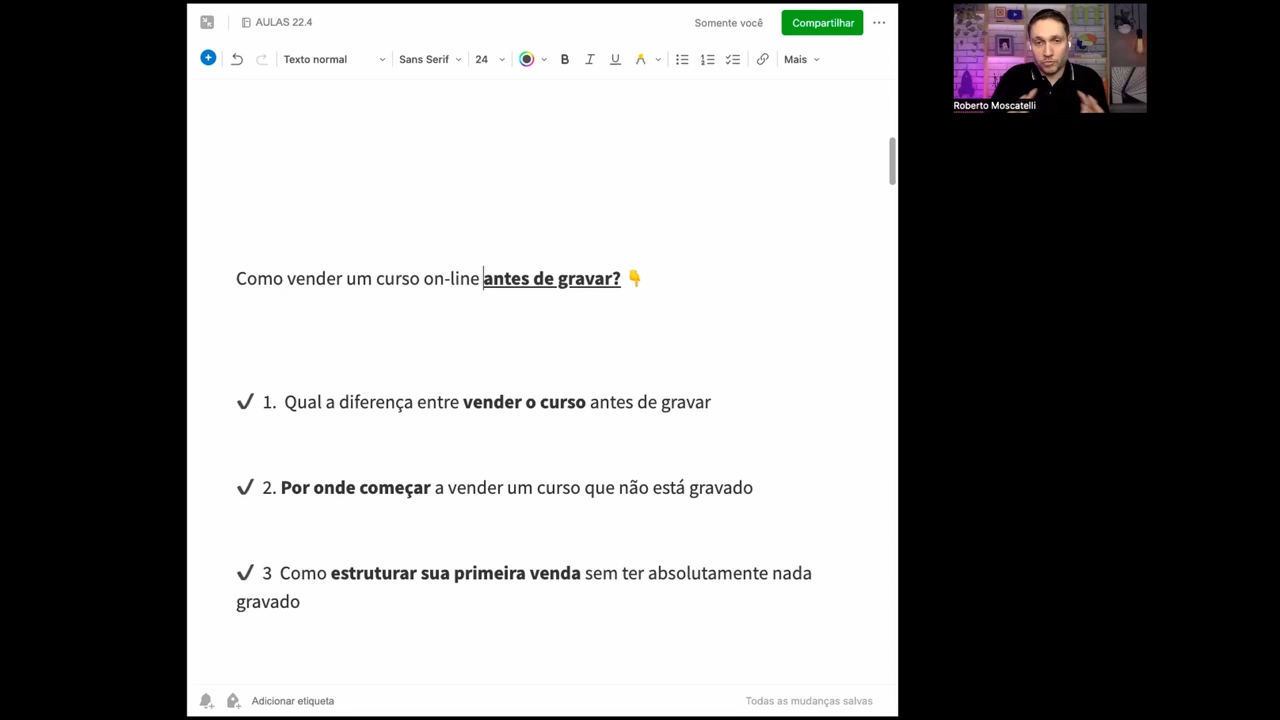 AULAS 22.4
Somente você
Compartilhar
Texto normal
Sans Serif
24
B
I
U
A
Mais
Roberto Moscatelli
Como vender um curso on-line antes de gravar? 👇
✔ 1. Qual a diferença entre vender o curso antes de gravar
✔ 2. Por onde começar a vender um curso que não está gravado
✔ 3 Como estruturar sua primeira venda sem ter absolutamente nada
gravado
Adicionar etiqueta
Todas as mudanças salvas